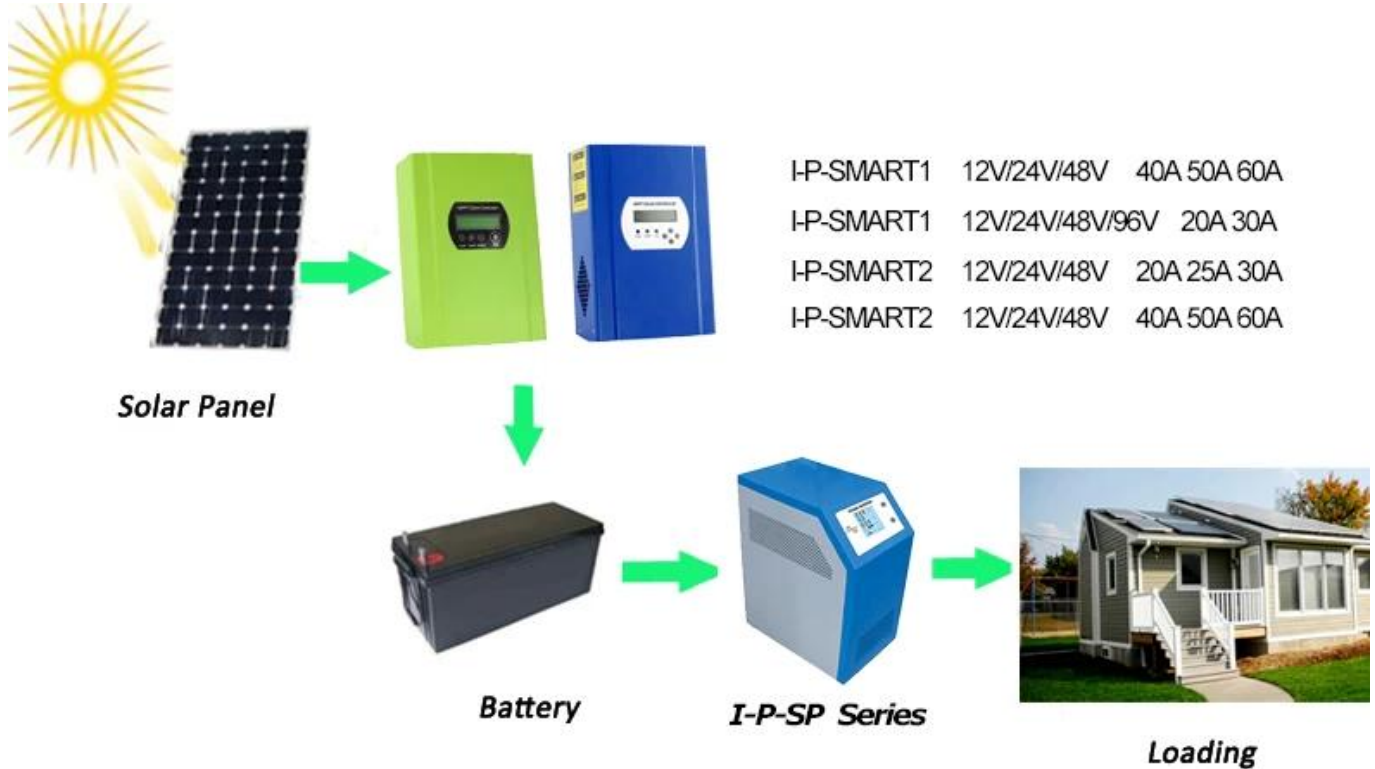 I-P-SMART1 12V/24V/48V 40A 50A 60A
I-P-SMART1 12V/24V/48V/96V 20A 30A
I-P-SMART2 12V/24V/48V 20A 25A 30A
I-P-SMART2 12V/24V/48V 40A 50A 60A
Solar Panel
Battery
I-P-SP Series
Loading